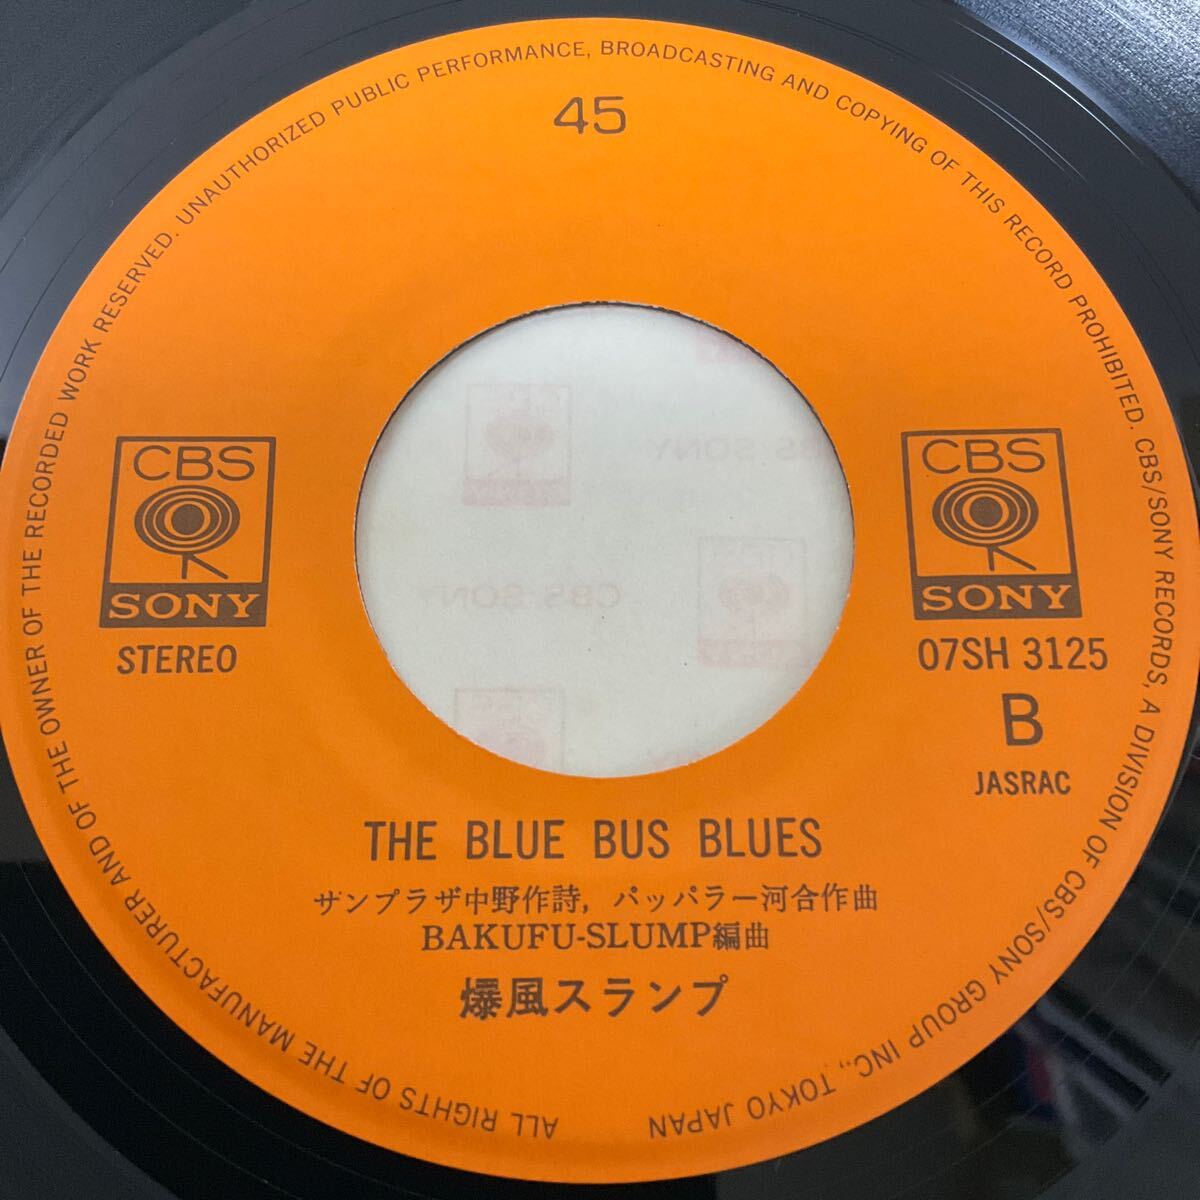 ALL RIGHTS OF THE MANUFACTURER AND OF THE OWNER OF THE RECORDED WORK RESERVED. UNAUTHORIZED PUBLIC PERFORMANCE, BROADCASTING AND COPYING OF THIS RECORD PROHIBITED. CBS/SONY RECORDS, A DIVISION OF CBS/SONY GROUP INC., TOKYO JAPAN
45
CBS
SONY
STEREO
CBS
SONY
07SH 3125
B
JASRAC
CBS SONY
THE BLUE BUS BLUES
サンプラザ中野作詩, パッパラー河合作曲
BAKUFU-SLUMP編曲
爆風スランプ